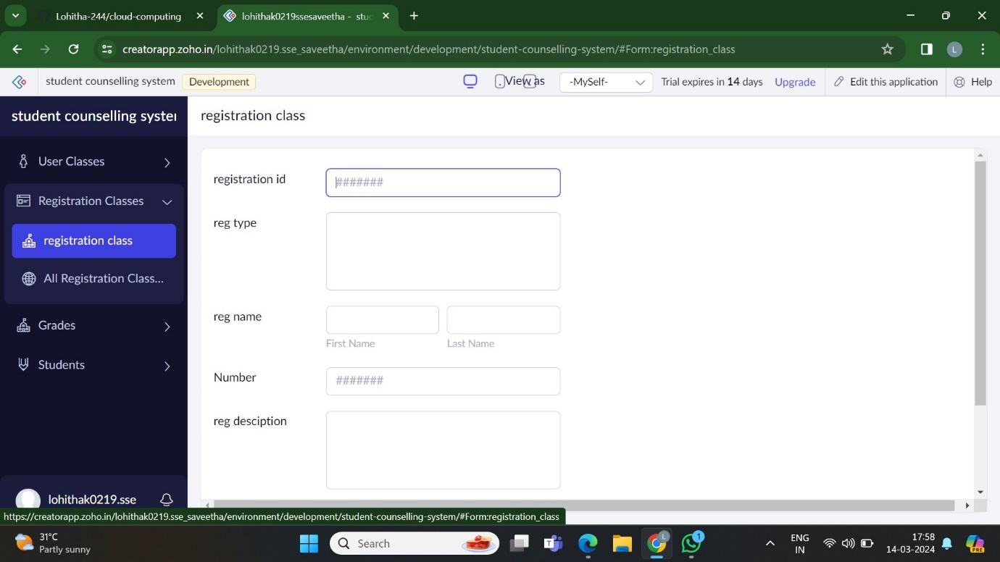 Lohitha-244/cloud-computing
lohithak0219ssesaveetha - stud
creatorapp.zoho.in/lohithak0219.sse_saveetha/environment/development/student-counselling-system/#Form:registration_class
L
student counselling system
Development
View as
-MySelf-
Trial expires in 14 days
Upgrade
Edit this application
Help
student counselling system
registration class
User Classes
Registration Classes
registration class
All Registration Class...
Grades
Students
registration id
#######
reg type
reg name
First Name
Last Name
Number
#######
reg desciption
lohithak0219.sse
https://creatorapp.zoho.in/lohithak0219.sse_saveetha/environment/development/student-counselling-system/#Form:registration_class
31°C
Partly sunny
Search
T
L
1
ENG
IN
17:58
14-03-2024
PRE